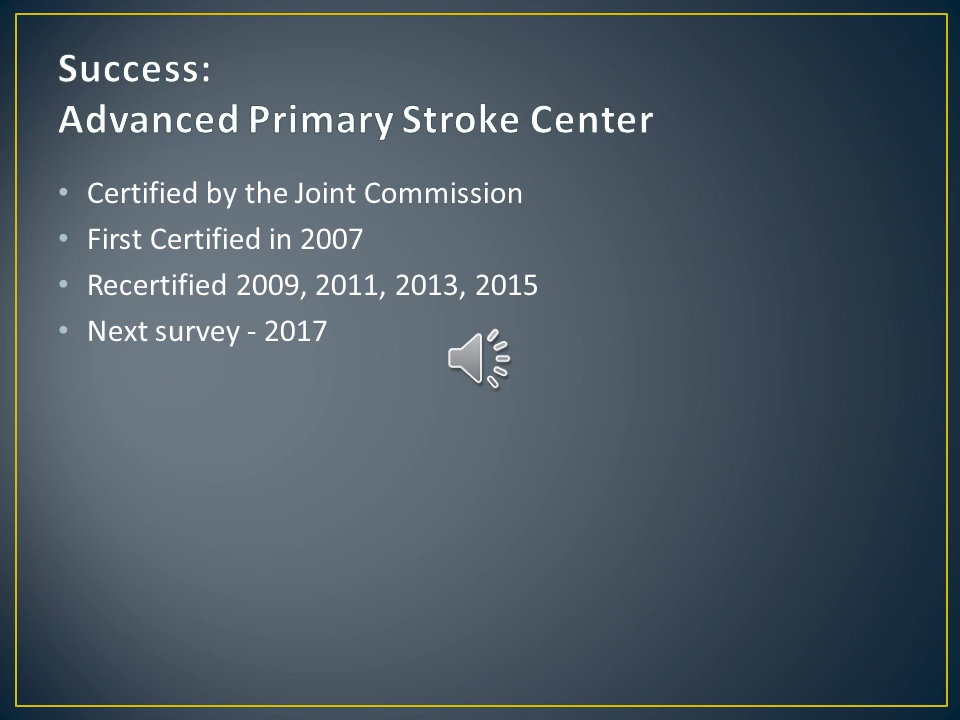 Success:
Advanced Primary Stroke Center
• Certified by the Joint Commission
• First Certified in 2007
• Recertified 2009, 2011, 2013, 2015
• Next survey - 2017